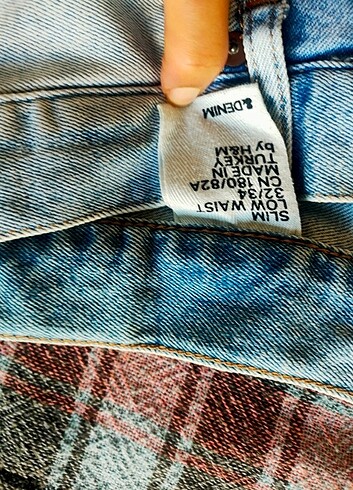 SLIM
LOW WAIST
32/34
CN 180/82A
MADE IN
TURKEY
by H&M
&DENIM